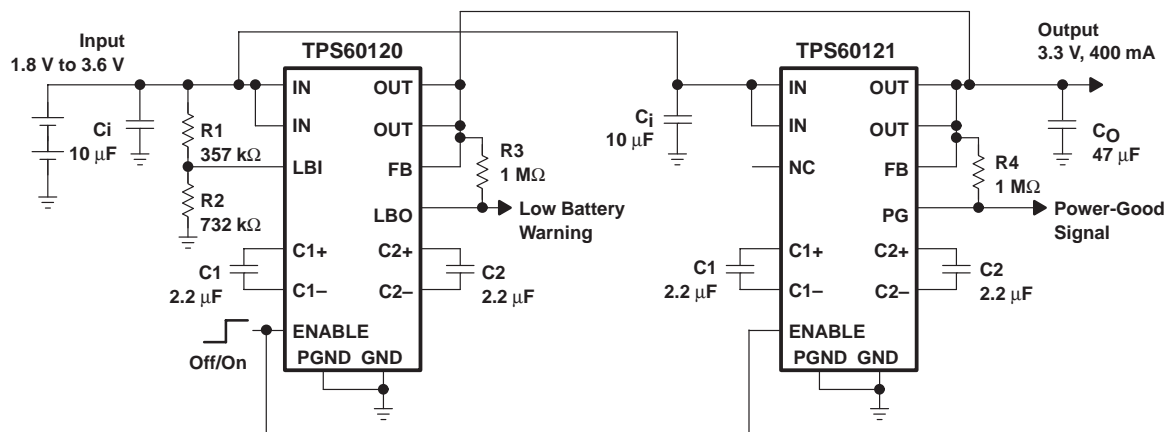 Input
1.8 V to 3.6 V
TPS60120
TPS60121
Output
3.3 V, 400 mA
Ci
10 μF
R1
357 kΩ
R2
732 kΩ
IN
IN
LBI
OUT
OUT
FB
LBO
R3
1 MΩ
Low Battery
Warning
C1
2.2 μF
C1+
C1–
C2+
C2–
C2
2.2 μF
ENABLE
PGND GND
Off/On
Ci
10 μF
IN
IN
NC
OUT
OUT
FB
PG
R4
1 MΩ
CO
47 μF
Power-Good
Signal
C1
2.2 μF
C1+
C1–
C2+
C2–
C2
2.2 μF
ENABLE
PGND GND